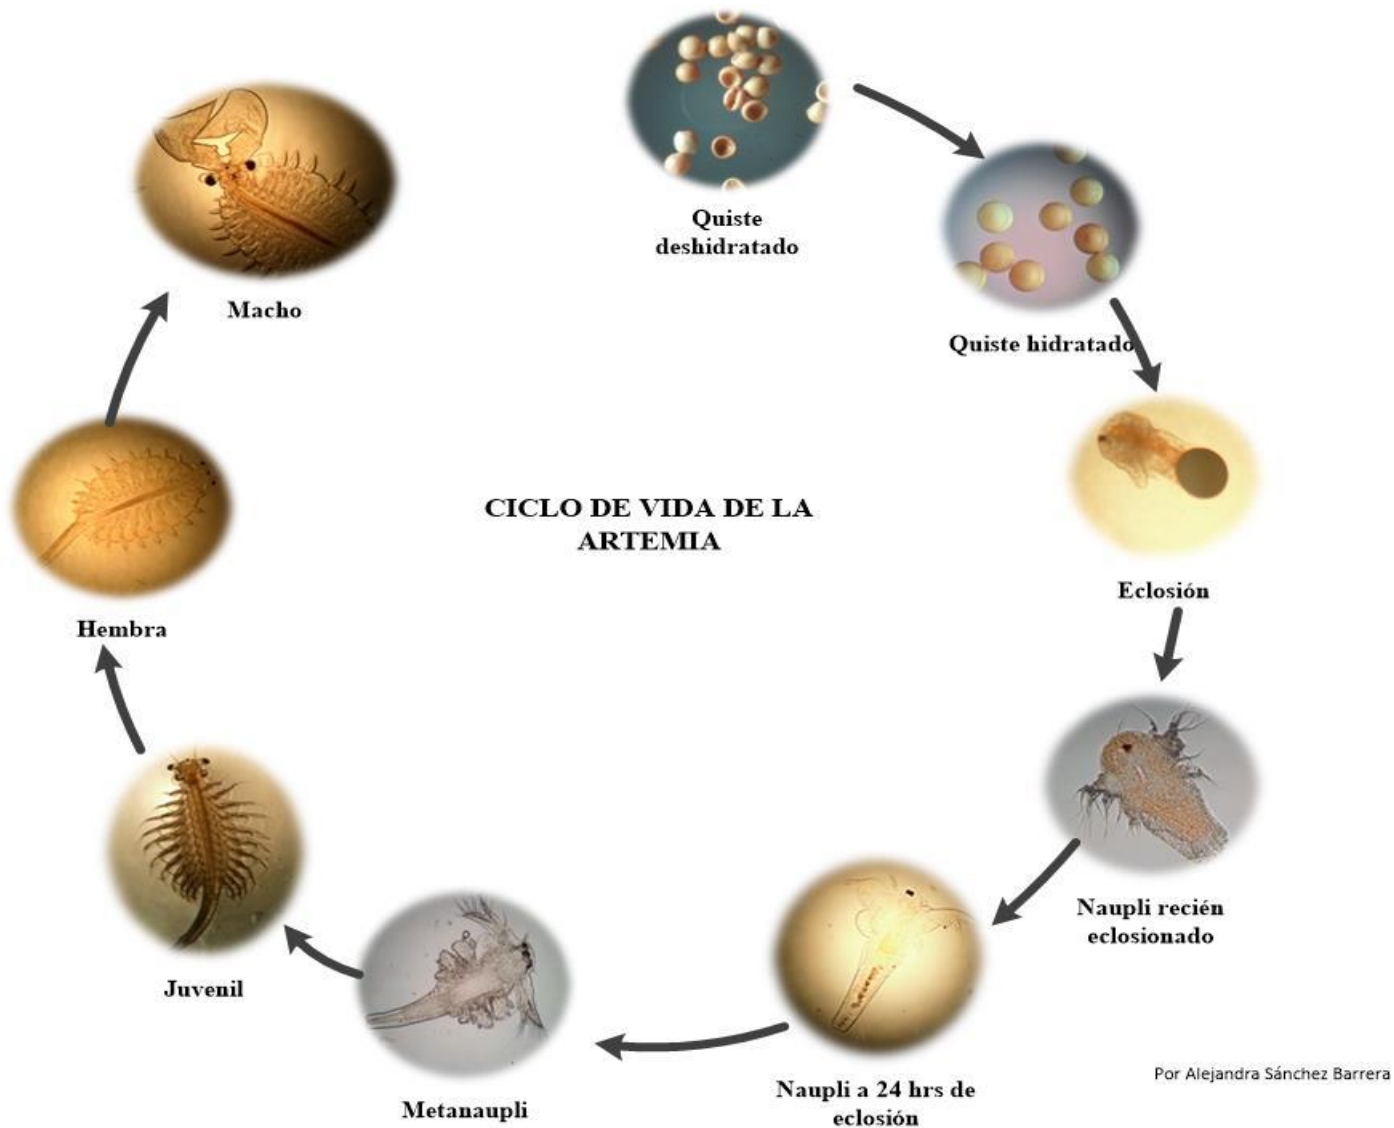 Quiste
deshidratado
Quiste hidratado
Eclosión
Naupli recién
eclosionado
Naupli a 24 hrs de
eclosión
Metanaupli
Juvenil
Hembra
Macho
CICLO DE VIDA DE LA
ARTEMIA
Por Alejandra Sánchez Barrera